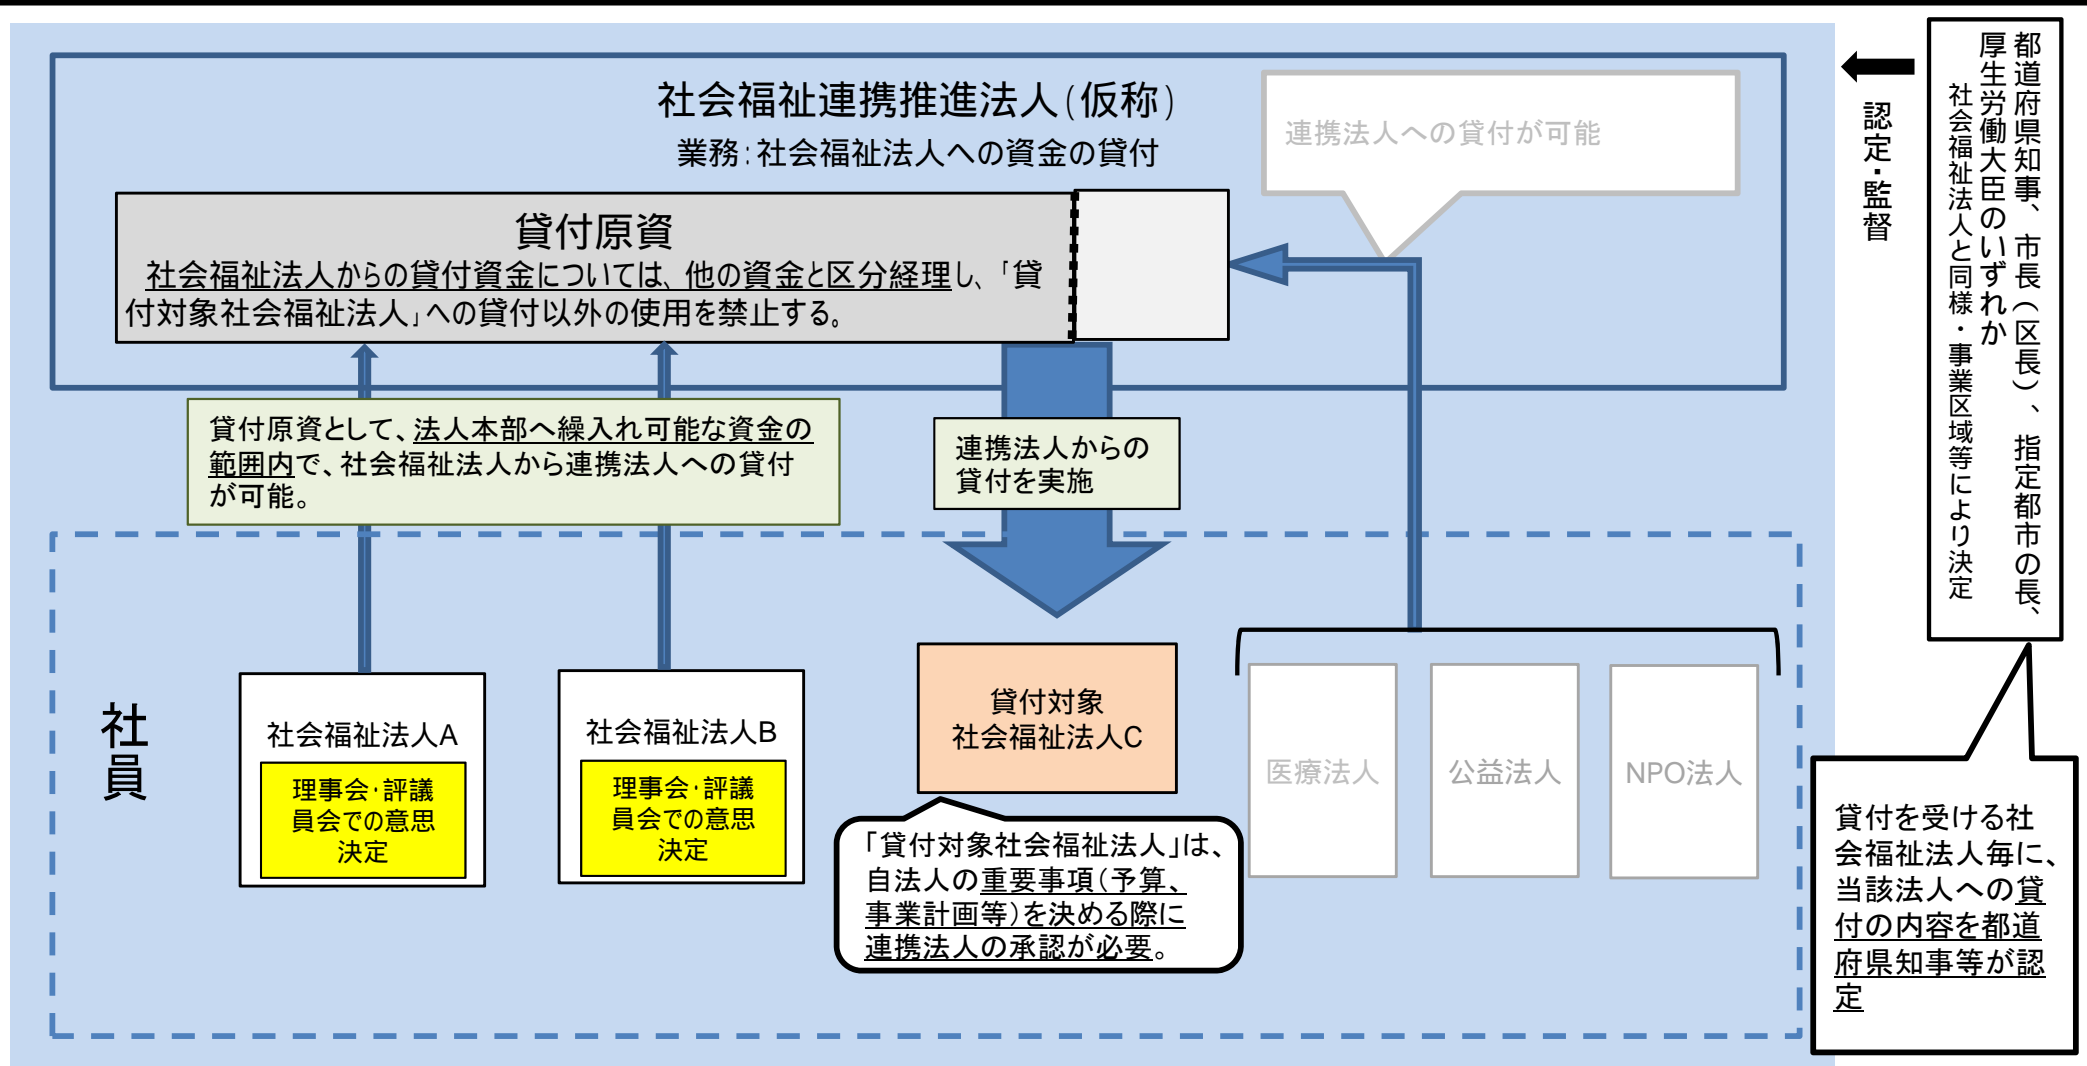 社会福祉連携推進法人(仮称)
業務:社会福祉法人への資金の貸付
連携法人への貸付が可能
貸付原資
社会福祉法人からの貸付資金については、他の資金と区分経理し、「貸
付対象社会福祉法人」への貸付以外の使用を禁止する。
貸付原資として、法人本部へ繰入れ可能な資金の
範囲内で、社会福祉法人から連携法人への貸付
が可能。
連携法人からの
貸付を実施
社員
社会福祉法人A
理事会・評議
員会での意思
決定
社会福祉法人B
理事会・評議
員会での意思
決定
貸付対象
社会福祉法人C
「貸付対象社会福祉法人」は、
自法人の重要事項(予算、
事業計画等)を決める際に
連携法人の承認が必要。
医療法人
公益法人
NPO法人
認定・監督
都道府県知事、市長(区長)、指定都市の長、
厚生労働大臣のいずれか
社会福祉法人と同様・事業区域等により決定
貸付を受ける社
会福祉法人毎に、
当該法人への貸
付の内容を都道
府県知事等が認
定